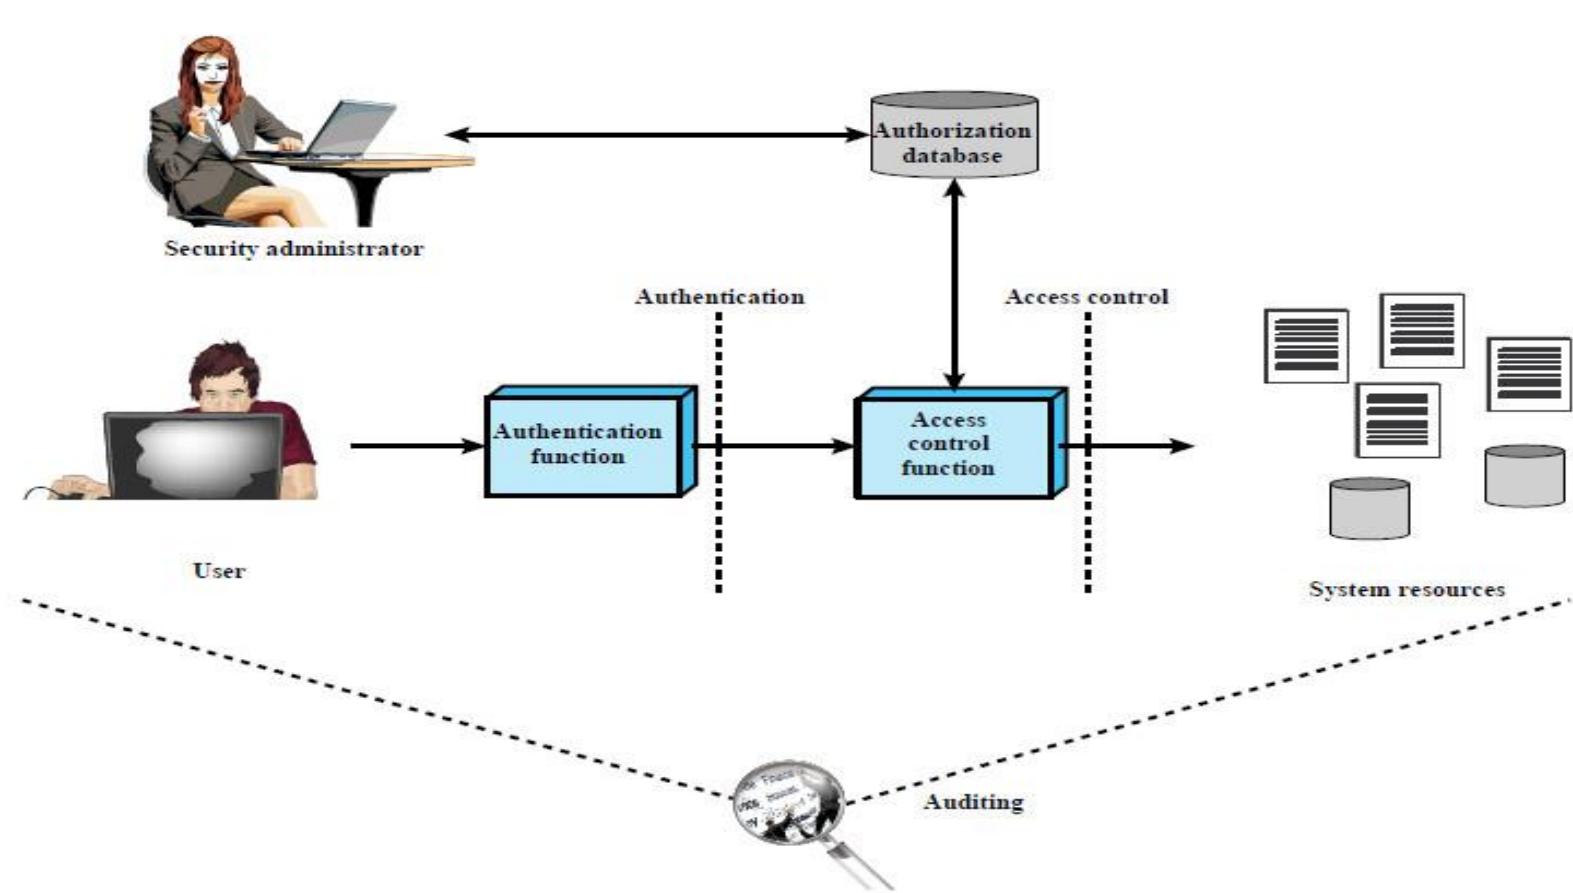 Authorization
database
Security administrator
Authentication
Access control
Authentication
function
Access
control
function
User
System resources
Auditing